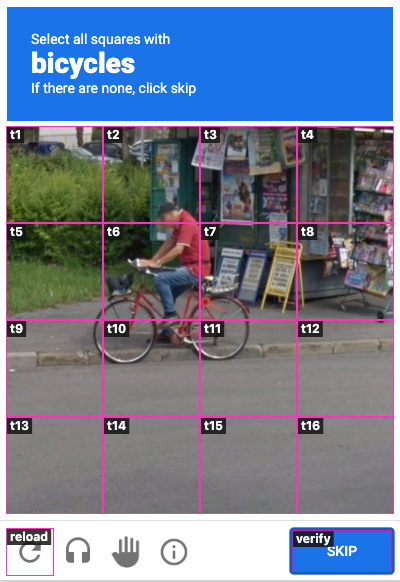 Select all squares with
bicycles
If there are none, click skip
t1
t2
t3
t4
t5
t6
t7
t8
t9
t10
t11
t12
t13
t14
t15
t16
reload
verify
SKIP